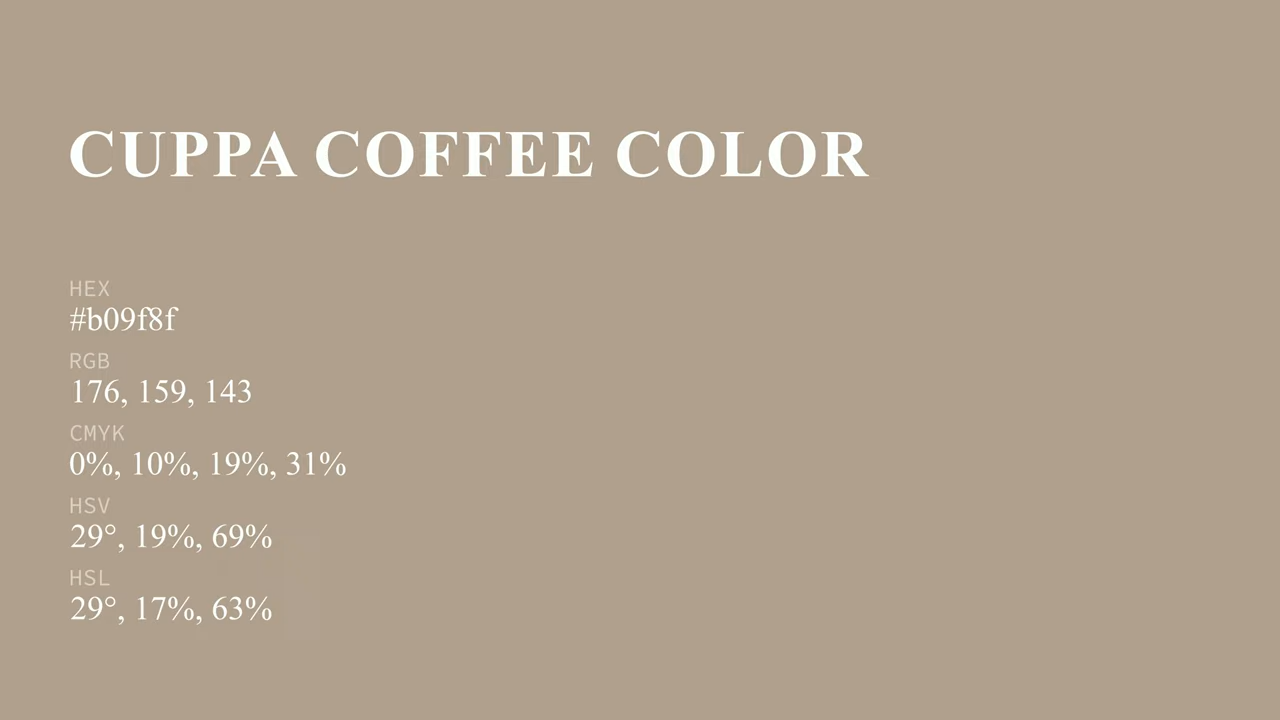 CUPPA COFFEE COLOR
HEX
#b09f8f
RGB
176, 159, 143
CMYK
0%, 10%, 19%, 31%
HSV
29°, 19%, 69%
HSL
29°, 17%, 63%